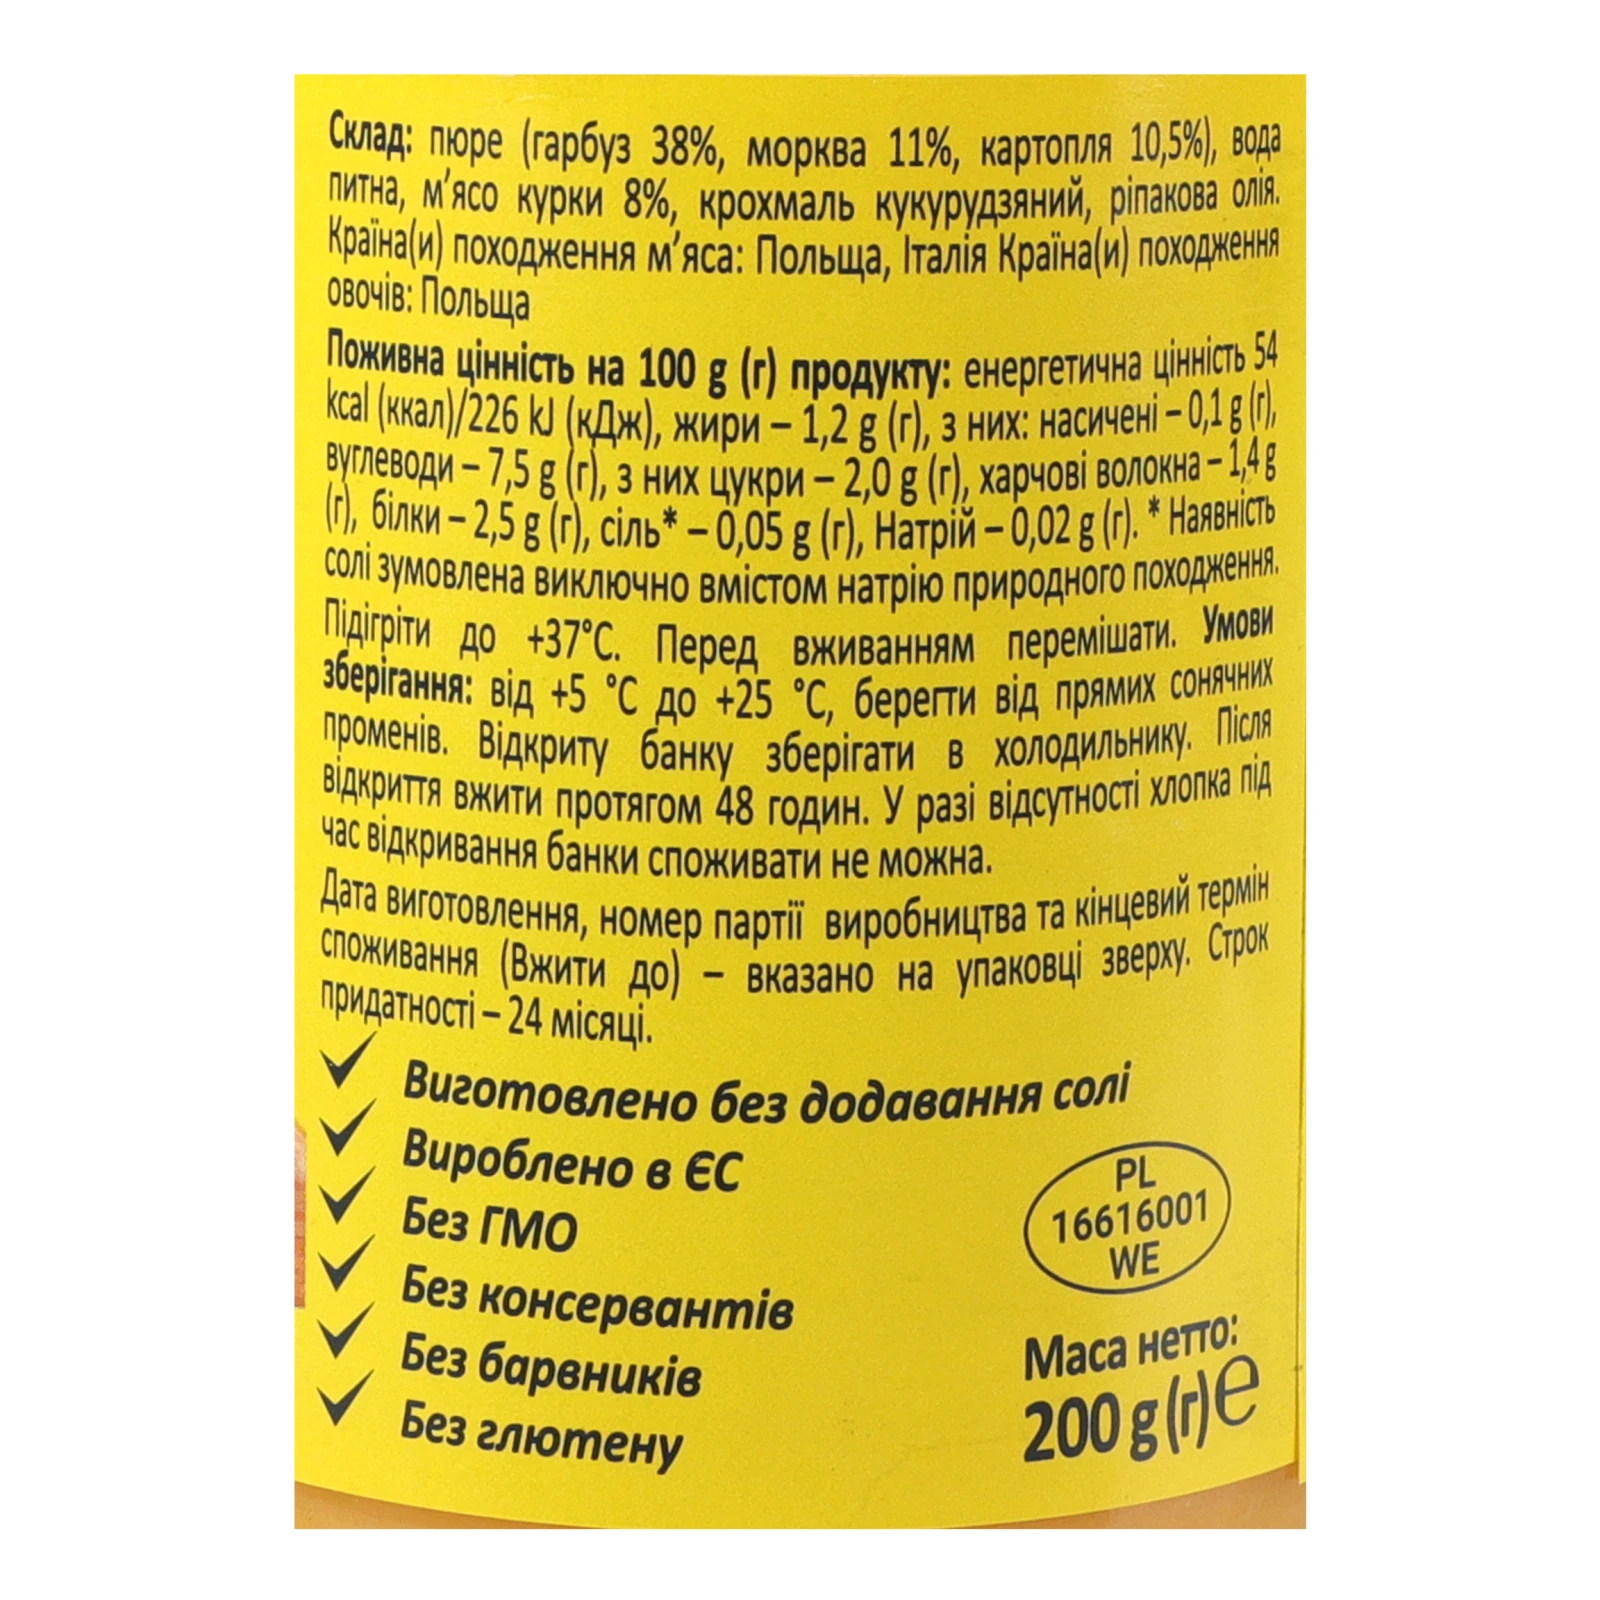 Склад: пюре (гарбуз 38%, морква 11%, картопля 10,5%), вода
питна, м'ясо курки 8%, крохмаль кукурудзяний, ріпакова олія.
Країна(и) походження м'яса: Польща, Італія Країна(и) походження
овочів: Польща
Поживна цінність на 100 g (г) продукту: енергетична цінність 54
kcal (ккал)/226 kJ (кДж), жири – 1,2 g (г), з них: насичені – 0,1 g (г),
вуглеводи – 7,5 g (г), з них цукри – 2,0 g (г), харчові волокна – 1,4 g
(г), білки – 2,5 g (г), сіль* – 0,05 g (г), Натрій – 0,02 g (г). * Наявність
солі зумовлена виключно вмістом натрію природного походження.
Підігріти до +37°C. Перед вживанням перемішати. Умови
зберігання: від +5 °C до +25 °C, берегти від прямих сонячних
променів. Відкриту банку зберігати в холодильнику. Після
відкриття вжити протягом 48 годин. У разі відсутності хлопка під
час відкривання банки споживати не можна.
Дата виготовлення, номер партії виробництва та кінцевий термін
споживання (Вжити до) – вказано на упаковці зверху. Строк
придатності – 24 місяці.
Виготовлено без додавання солі
Вироблено в ЄС
Без ГМО
Без консервантів
Без барвників
Без глютену
PL
16616001
WE
Маса нетто:
200 g (г) ℮